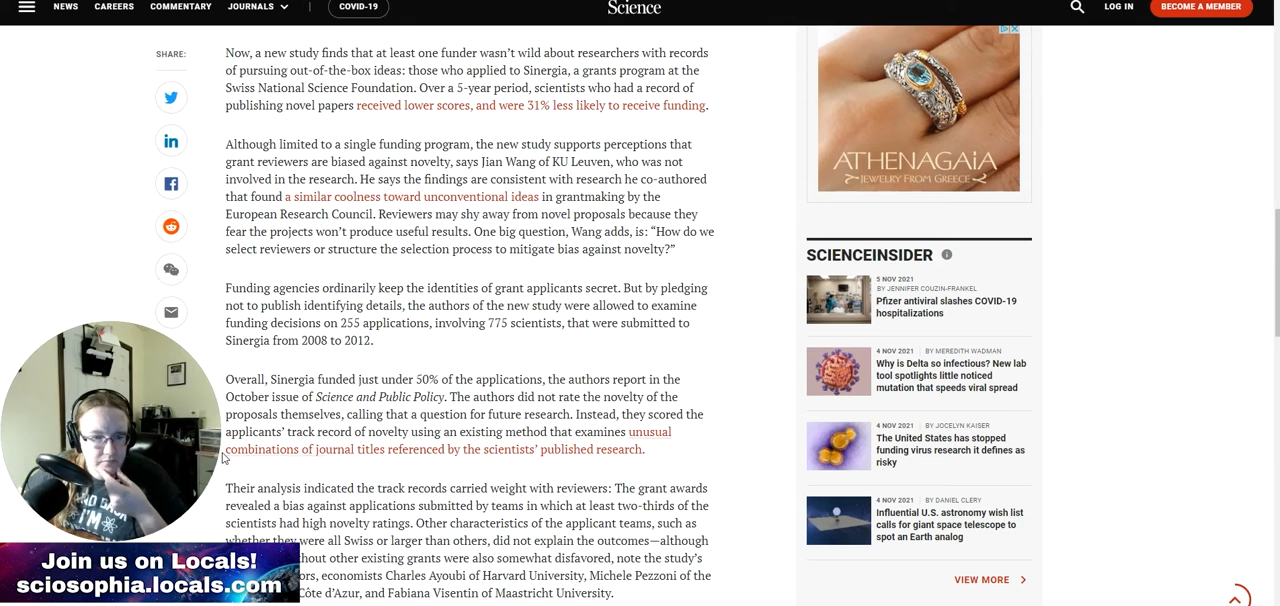 NEWS CAREERS COMMENTARY JOURNALS COVID-19
Science
LOG IN BECOME A MEMBER
SHARE:
Now, a new study finds that at least one funder wasn't wild about researchers with records
of pursuing out-of-the-box ideas: those who applied to Sinergia, a grants program at the
Swiss National Science Foundation. Over a 5-year period, scientists who had a record of
publishing novel papers received lower scores, and were 31% less likely to receive funding.
Although limited to a single funding program, the new study supports perceptions that
grant reviewers are biased against novelty, says Jian Wang of KU Leuven, who was not
involved in the research. He says the findings are consistent with research he co-authored
that found a similar coolness toward unconventional ideas in grantmaking by the
European Research Council. Reviewers may shy away from novel proposals because they
fear the projects won't produce useful results. One big question, Wang adds, is: “How do we
select reviewers or structure the selection process to mitigate bias against novelty?”
Funding agencies ordinarily keep the identities of grant applicants secret. But by pledging
not to publish identifying details, the authors of the new study were allowed to examine
funding decisions on 255 applications, involving 775 scientists, that were submitted to
Sinergia from 2008 to 2012.
Overall, Sinergia funded just under 50% of the applications, the authors report in the
October issue of Science and Public Policy. The authors did not rate the novelty of the
proposals themselves, calling that a question for future research. Instead, they scored the
applicants' track record of novelty using an existing method that examines unusual
combinations of journal titles referenced by the scientists' published research.
Their analysis indicated the track records carried weight with reviewers: The grant awards
revealed a bias against applications submitted by teams in which at least two-thirds of the
scientists had high novelty ratings. Other characteristics of the applicant teams, such as
whether they were all Swiss or larger than others, did not explain the outcomes—although
hout other existing grants were also somewhat disfavored, note the study's
ors, economists Charles Ayoubi of Harvard University, Michele Pezzoni of the
Côte d'Azur, and Fabiana Visentin of Maastricht University.
ATHENAGAiA
JEWELRY FROM GREECE
SCIENCEINSIDER
5 NOV 2021
BY JENNIFER COUZIN-FRANKEL
Pfizer antiviral slashes COVID-19
hospitalizations
4 NOV 2021 BY MEREDITH WADMAN
Why is Delta so infectious? New lab
tool spotlights little noticed
mutation that speeds viral spread
4 NOV 2021 BY JOCELYN KAISER
The United States has stopped
funding virus research it defines as
risky
4 NOV 2021 BY DANIEL CLERY
Influential U.S. astronomy wish list
calls for giant space telescope to
spot an Earth analog
VIEW MORE
Join us on Locals!
sciosophia.locals.com